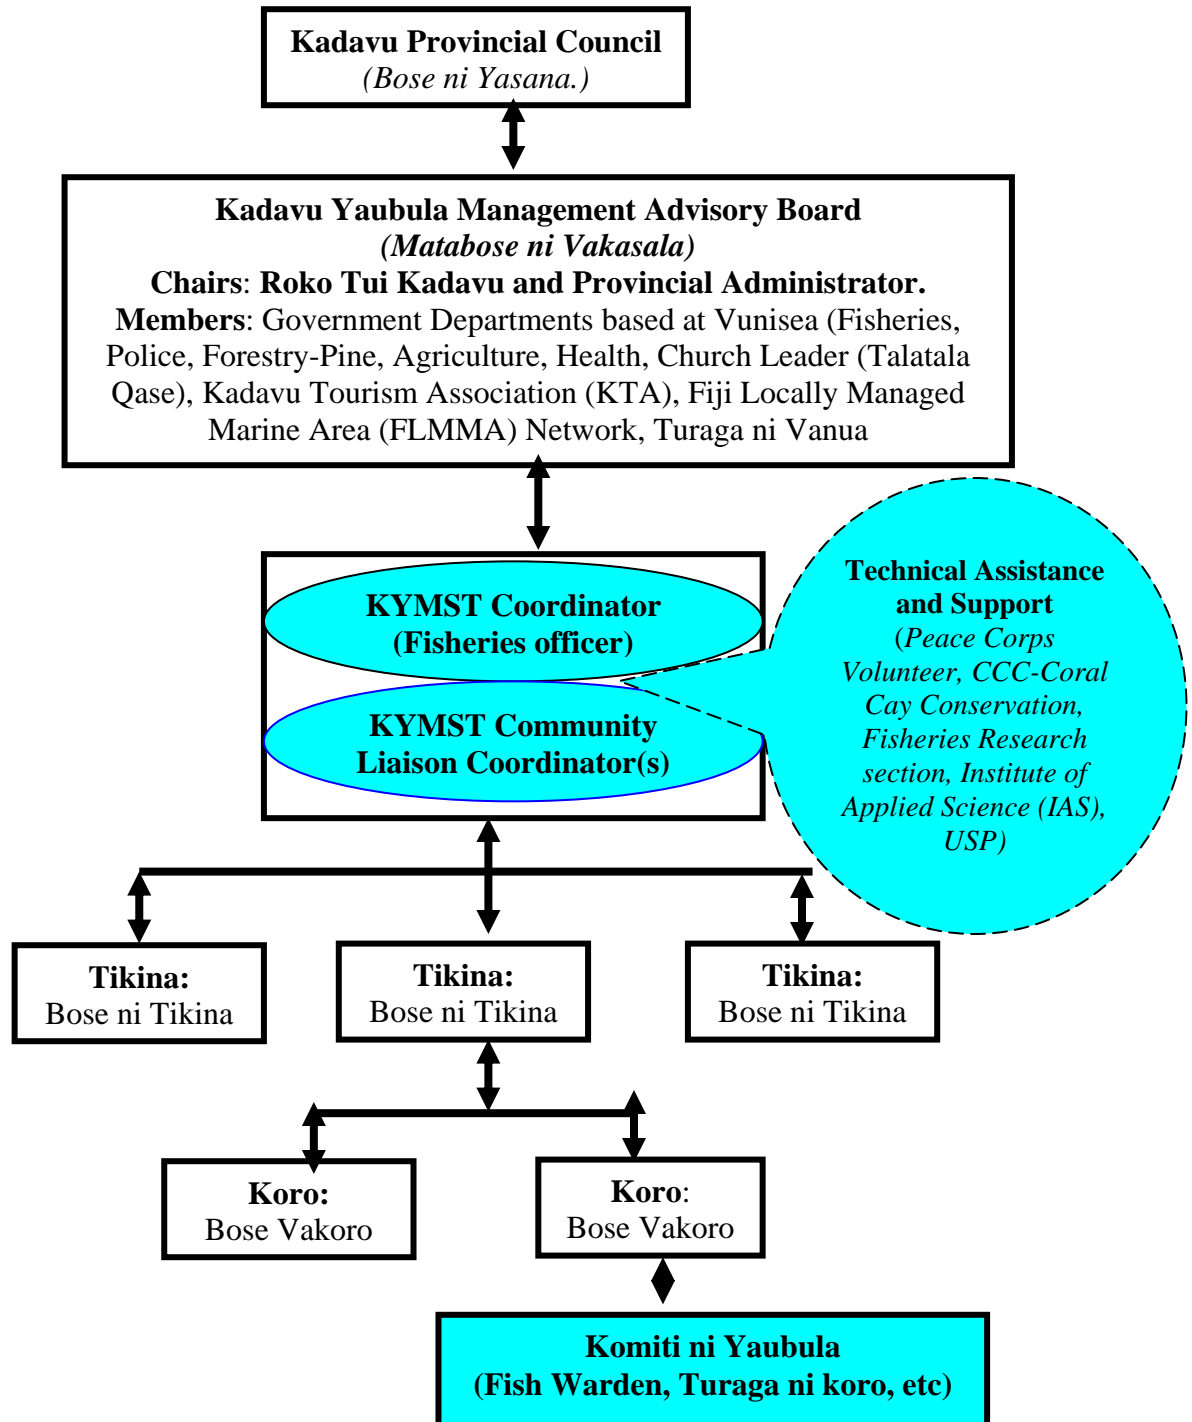 Kadavu Provincial Council
(Bose ni Yasana.)
Kadavu Yaubula Management Advisory Board
(Matabose ni Vakasala)
Chairs: Roko Tui Kadavu and Provincial Administrator.
Members: Government Departments based at Vunisea (Fisheries,
Police, Forestry-Pine, Agriculture, Health, Church Leader (Talatala
Qase), Kadavu Tourism Association (KTA), Fiji Locally Managed
Marine Area (FLMMA) Network, Turaga ni Vanua
KYMST Coordinator
(Fisheries officer)
KYMST Community
Liaison Coordinator(s)
Technical Assistance
and Support
(Peace Corps
Volunteer, CCC-Coral
Cay Conservation,
Fisheries Research
section, Institute of
Applied Science (IAS),
USP)
Tikina:
Bose ni Tikina
Tikina:
Bose ni Tikina
Tikina:
Bose ni Tikina
Koro:
Bose Vakoro
Koro:
Bose Vakoro
Komiti ni Yaubula
(Fish Warden, Turaga ni koro, etc)